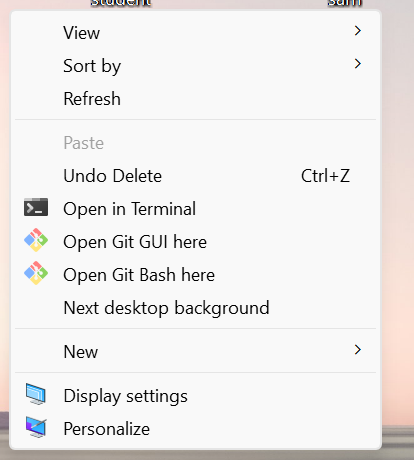 student sam
View
Sort by
Refresh
Paste
Undo Delete Ctrl+Z
Open in Terminal
Open Git GUI here
Open Git Bash here
Next desktop background
New
Display settings
Personalize